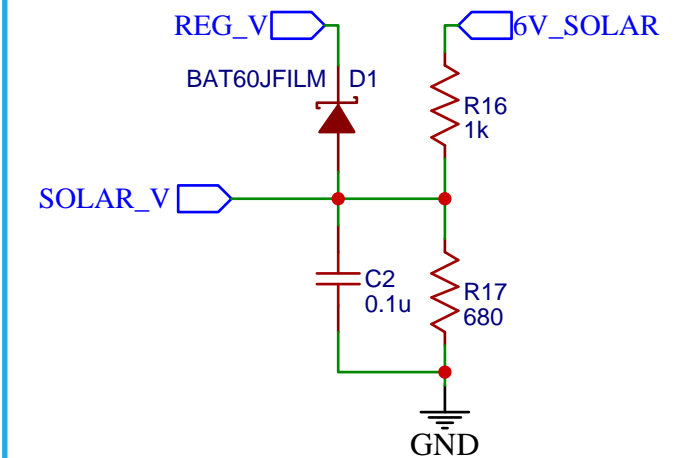 REG_V
6V_SOLAR
BAT60JFILM D1
R16
1k
SOLAR_V
C2
0.1u
R17
680
GND